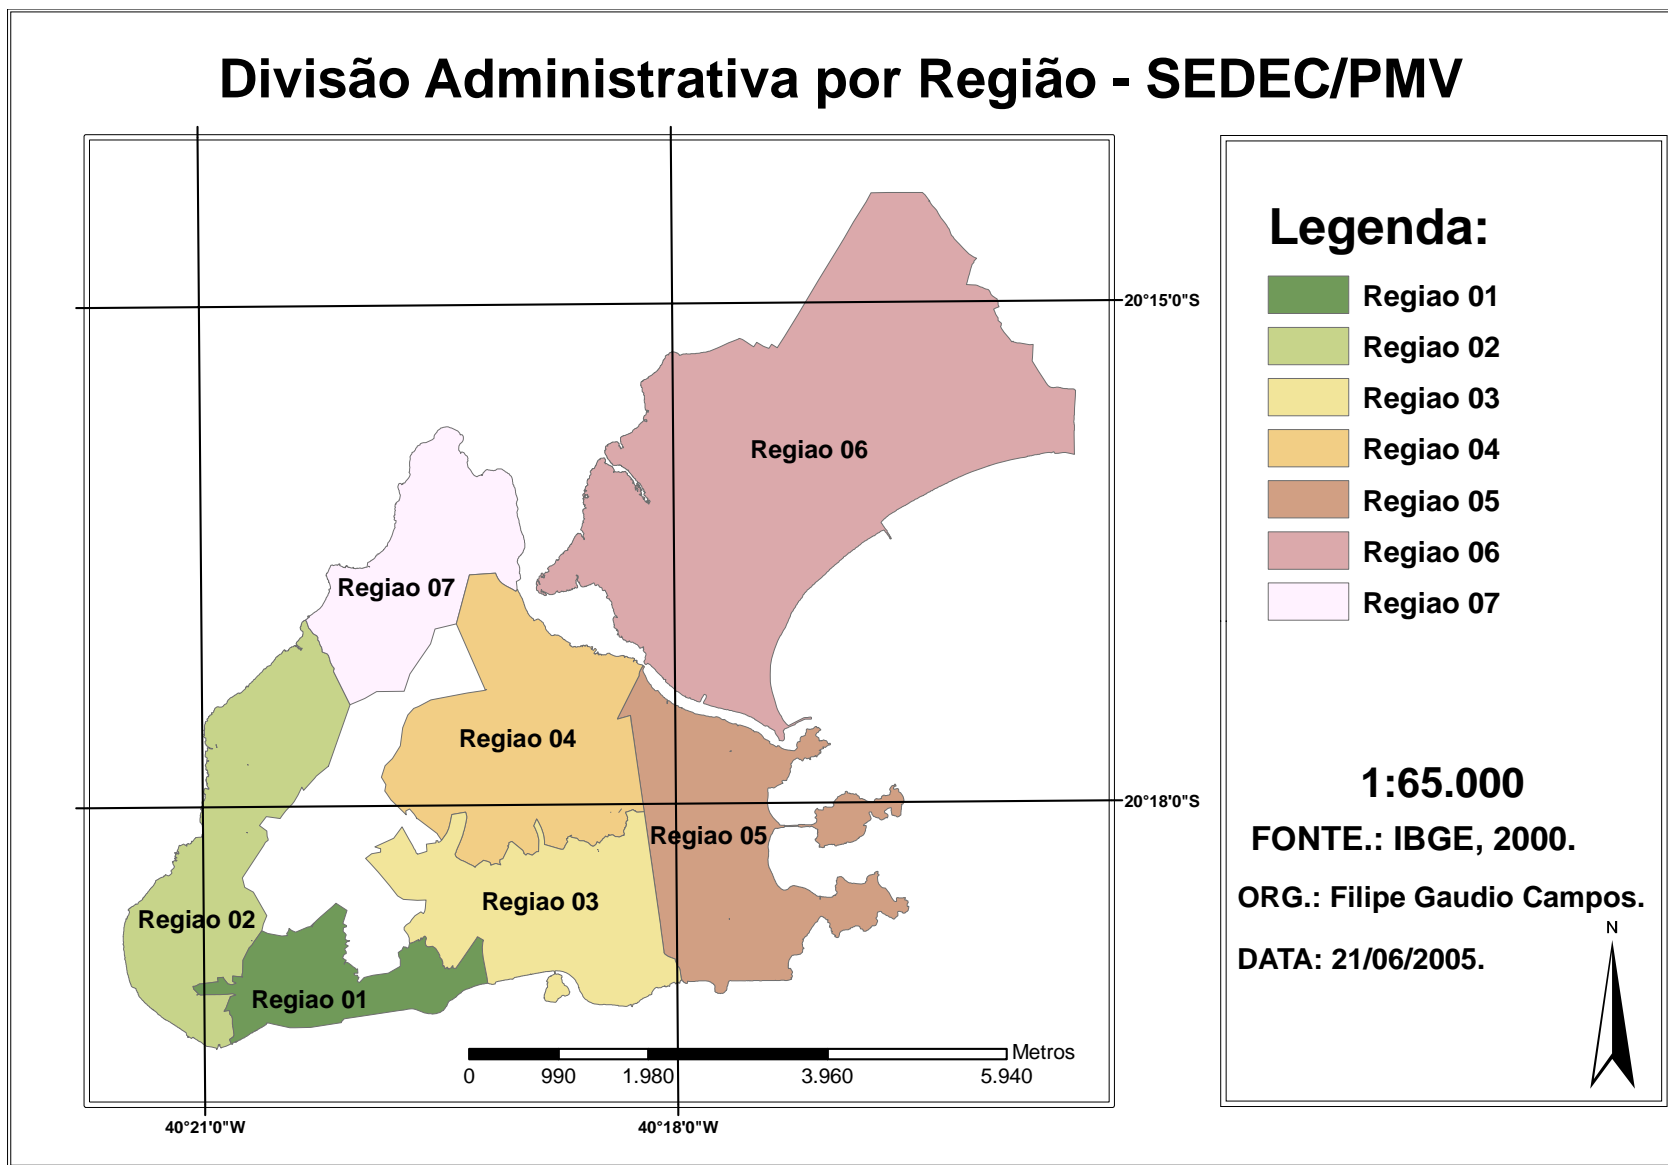 Divisão Administrativa por Região - SEDEC/PMV
20°15'0"S
Regiao 06
Regiao 07
Regiao 04
20°18'0"S
Regiao 05
Regiao 03
Regiao 02
Regiao 01
Metros
0 990 1.980 3.960 5.940
40°21'0"W 40°18'0"W
Legenda:
Regiao 01
Regiao 02
Regiao 03
Regiao 04
Regiao 05
Regiao 06
Regiao 07
1:65.000
FONTE.: IBGE, 2000.
ORG.: Filipe Gaudio Campos.
N
DATA: 21/06/2005.